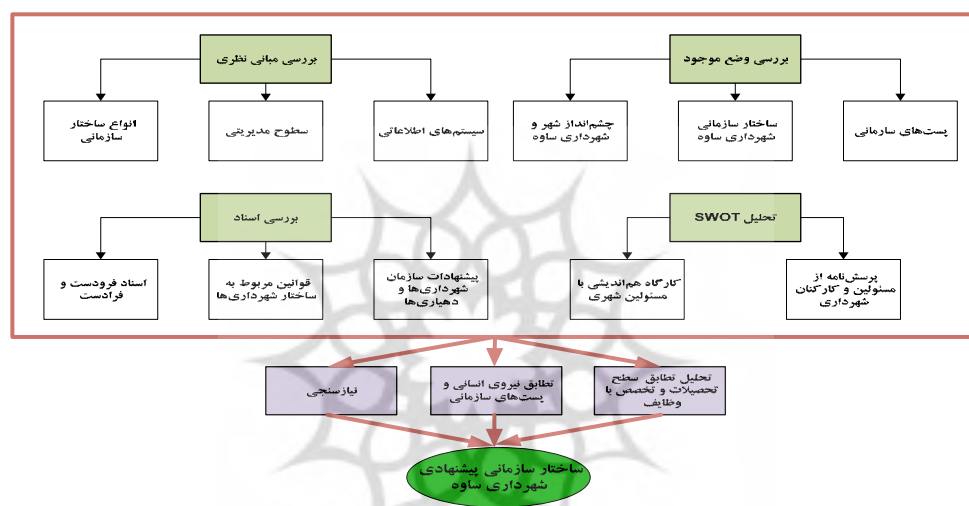 بررسی وضع موجود
بررسی مبانی نظری
پست‌های سازمانی
ساختار سازمانی
شهرداری ساوه
چشم‌انداز شهر و
شهرداری ساوه
سیستم‌های اطلاعاتی
سطوح مدیریتی
انواع ساختار
سازمانی
تحلیل SWOT
بررسی اسناد
پرسش‌نامه از
مسئولین و کارکنان
شهرداری
کارگاه هم‌اندیشی با
مسئولین شهری
پیشنهادات سازمان
شهرداری‌ها و
دهیاری‌ها
قوانین مربوط به
ساختار شهرداری‌ها
اسناد فرودست و
فرادست
تحلیل تطابق سطح
تحصیلات و تخصص با
وظایف
تطابق نیروی انسانی و
پست‌های سازمانی
نیازسنجی
ساختار سازمانی پیشنهادی
شهرداری ساوه